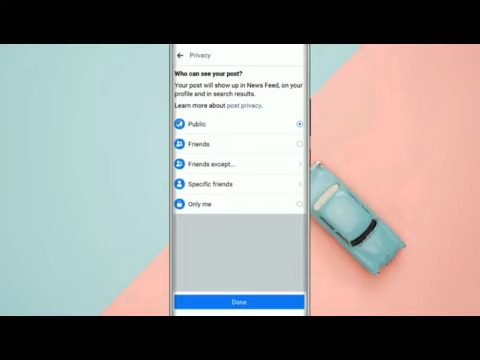 Privacy
Who can see your post?
Your post will show up in News Feed, on your
profile and in search results.
Learn more about post privacy.
Public
Friends
Friends except...
Specific friends
Only me
Done